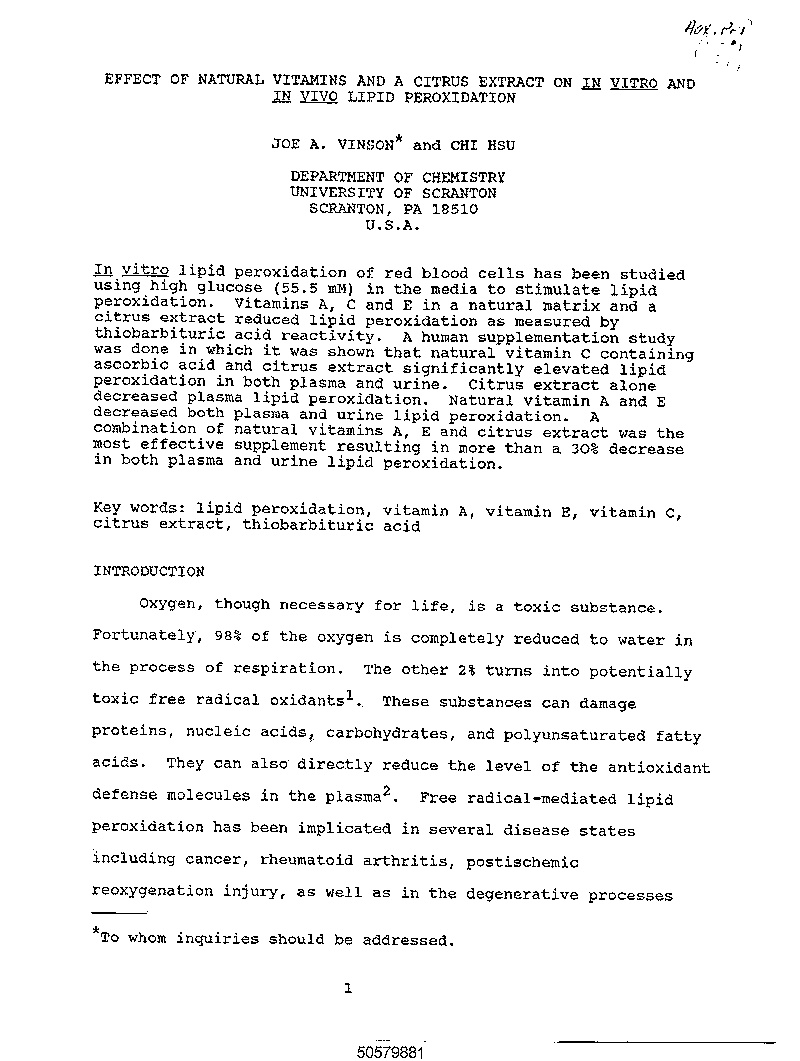 EFFECT OF NATURAL VITAMINS AND A CITRUS EXTRACT ON IN VITRO AND
IN VIVO LIPID PEROXIDATION
JOE A. VINSON* and CHI HSU
DEPARTMENT OF CHEMISTRY
UNIVERSITY OF SCRANTON
SCRANTON, PA 18510
U.S.A.
In vitro lipid peroxidation of red blood cells has been studied
using high glucose (55.5 mM) in the media to stimulate lipid
peroxidation. Vitamins A, C and E in a natural matrix and a
citrus extract reduced lipid peroxidation as measured by
thiobarbituric acid reactivity. A human supplementation study
was done in which it was shown that natural vitamin C containing
ascorbic acid and citrus extract significantly elevated lipid
peroxidation in both plasma and urine. Citrus extract alone
decreased plasma lipid peroxidation. Natural vitamin A and E
decreased both plasma and urine lipid peroxidation. A
combination of natural vitamins A, E and citrus extract was the
most effective supplement resulting in more than a 30% decrease
in both plasma and urine lipid peroxidation.
Key words: lipid peroxidation, vitamin A, vitamin E, vitamin C,
citrus extract, thiobarbituric acid
INTRODUCTION
Oxygen, though necessary for life, is a toxic substance.
Fortunately, 98% of the oxygen is completely reduced to water in
the process of respiration. The other 2% turns into potentially
toxic free radical oxidants1. These substances can damage
proteins, nucleic acids, carbohydrates, and polyunsaturated fatty
acids. They can also directly reduce the level of the antioxidant
defense molecules in the plasma2. Free radical-mediated lipid
peroxidation has been implicated in several disease states
including cancer, rheumatoid arthritis, postischemic
reoxygenation injury, as well as in the degenerative processes
*To whom inquiries should be addressed.
1
50579881